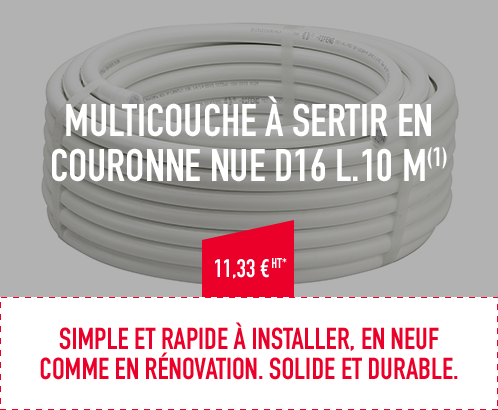 MULTICOUCHE À SERTIR EN
COURONNE NUE D16 L.10 M(1)
11,33 € HT*
SIMPLE ET RAPIDE À INSTALLER, EN NEUF
COMME EN RÉNOVATION. SOLIDE ET DURABLE.